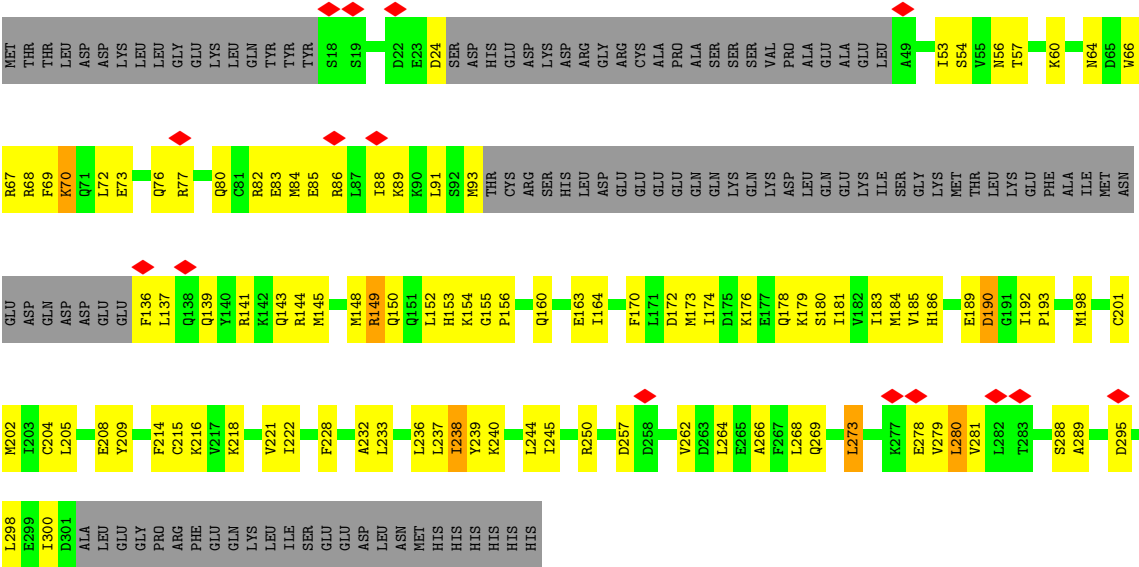 MET THR THR LEU ASP ASP LYS LEU LEU GLY GLU LYS LEU GLN TYR TYR TYR S18 S19 D22 E23 D24 SER ASP HIS GLU ASP LYS ASP ARG GLY ARG CYS ALA PRO ALA SER SER SER VAL PRO ALA GLU ALA GLU LEU A49 I53 S54 V55 N56 T57 K60 N64 D65 W66
R67 R68 F69 K70 Q71 L72 E73 Q76 R77 Q80 C81 R82 E83 M84 E85 R86 L87 I88 K89 K90 L91 S92 M93 THR CYS ARG SER HIS LEU ASP GLU GLU GLU GLU GLN GLN LYS GLN LYS ASP LEU GLN GLU LYS ILE SER GLY LYS MET THR LEU LYS GLU PHE ALA ILE MET ASN
GLU ASP GLN ASP ASP GLU GLU F136 L137 Q138 Q139 Y140 R141 K142 Q143 R144 M145 M148 R149 Q150 Q151 L152 H153 K154 G155 P156 Q160 E163 I164 F170 L171 D172 M173 I174 D175 K176 E177 Q178 K179 S180 I181 V182 I183 M184 V185 H186 E189 D190 G191 I192 P193 M198 C201
M202 I203 C204 L205 E208 Y209 F214 C215 K216 V217 K218 V221 I222 F228 A232 L233 L236 L237 I238 Y239 K240 L244 I245 R250 D257 D258 V262 D263 L264 E265 A266 F267 L268 Q269 L273 K277 E278 V279 L280 V281 L282 T283 S288 A289 D295
L298 E299 I300 D301 ALA LEU GLU GLY PRO ARG PHE GLU GLN LYS LEU ILE SER GLU GLU ASP LEU ASN MET HIS HIS HIS HIS HIS HIS